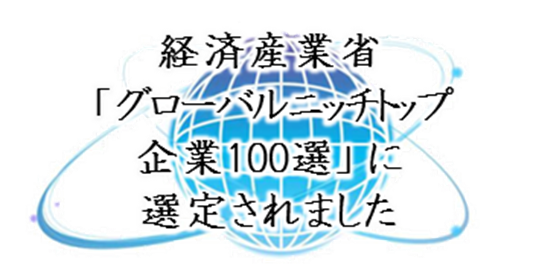 経済産業省
「グローバルニッチトップ
企業100選」に
選定されました